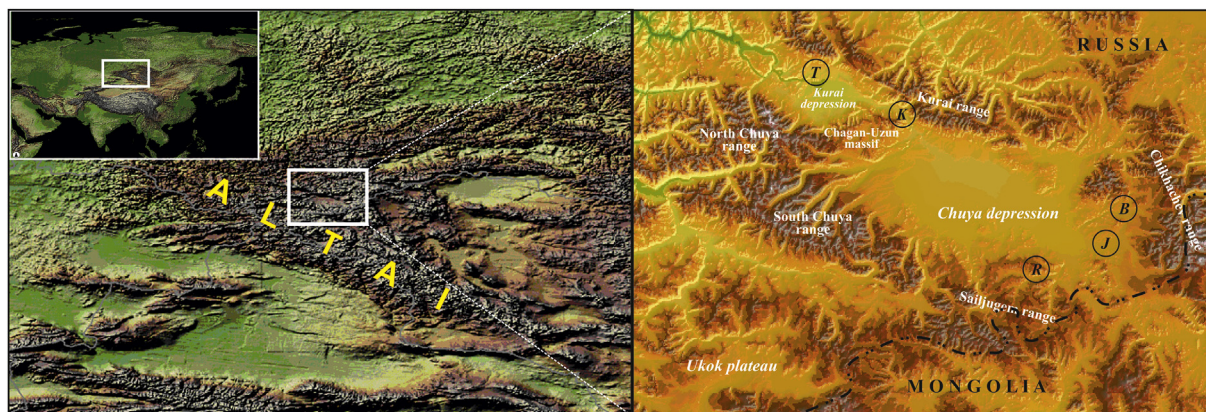 0
A L T A I
RUSSIA
T
Kurai
depression
K
Kurai range
North Chuya
range
Chagan-Uzun
massif
Chikhachev range
South Chuya
range
Chuya depression
B
J
R
Sailjugem range
Ukok plateau
MONGOLIA